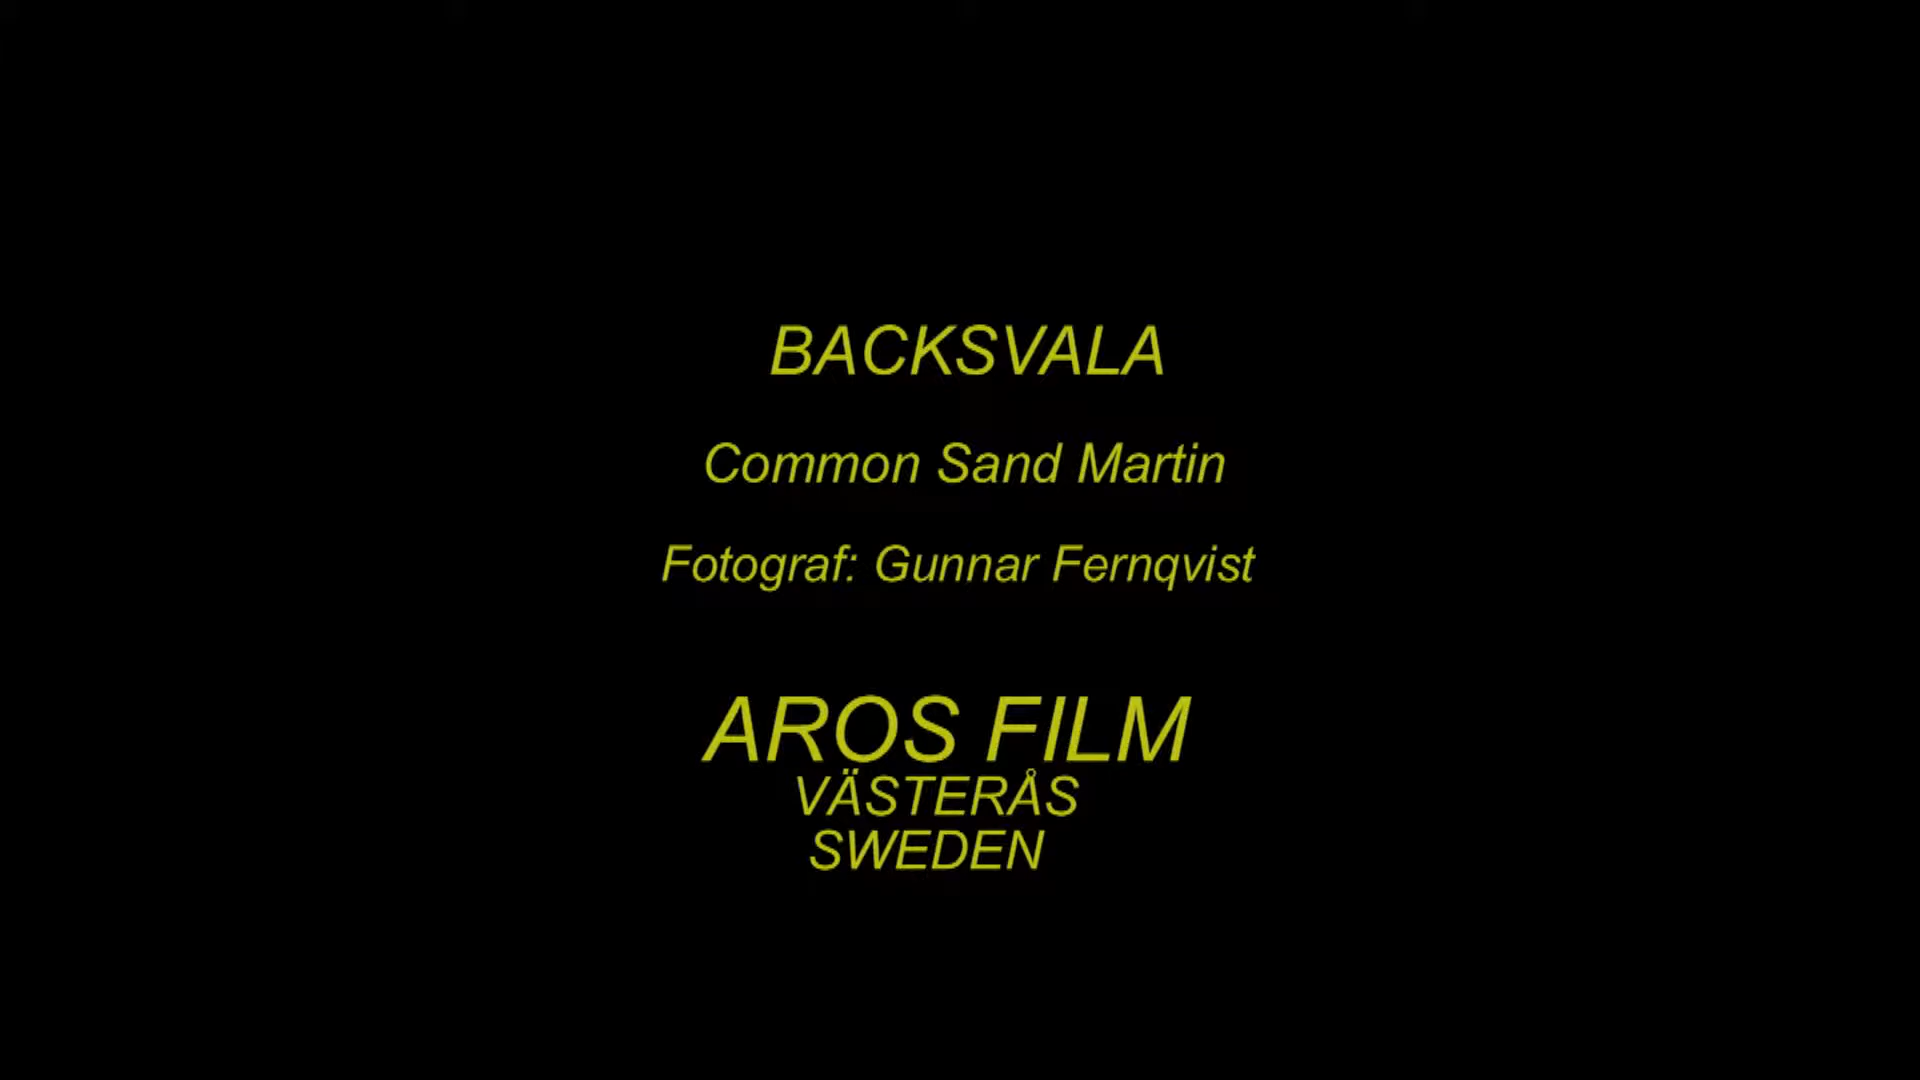 BACKSVALA
Common Sand Martin
Fotograf: Gunnar Fernqvist
AROS FILM
VÄSTERÅS
SWEDEN